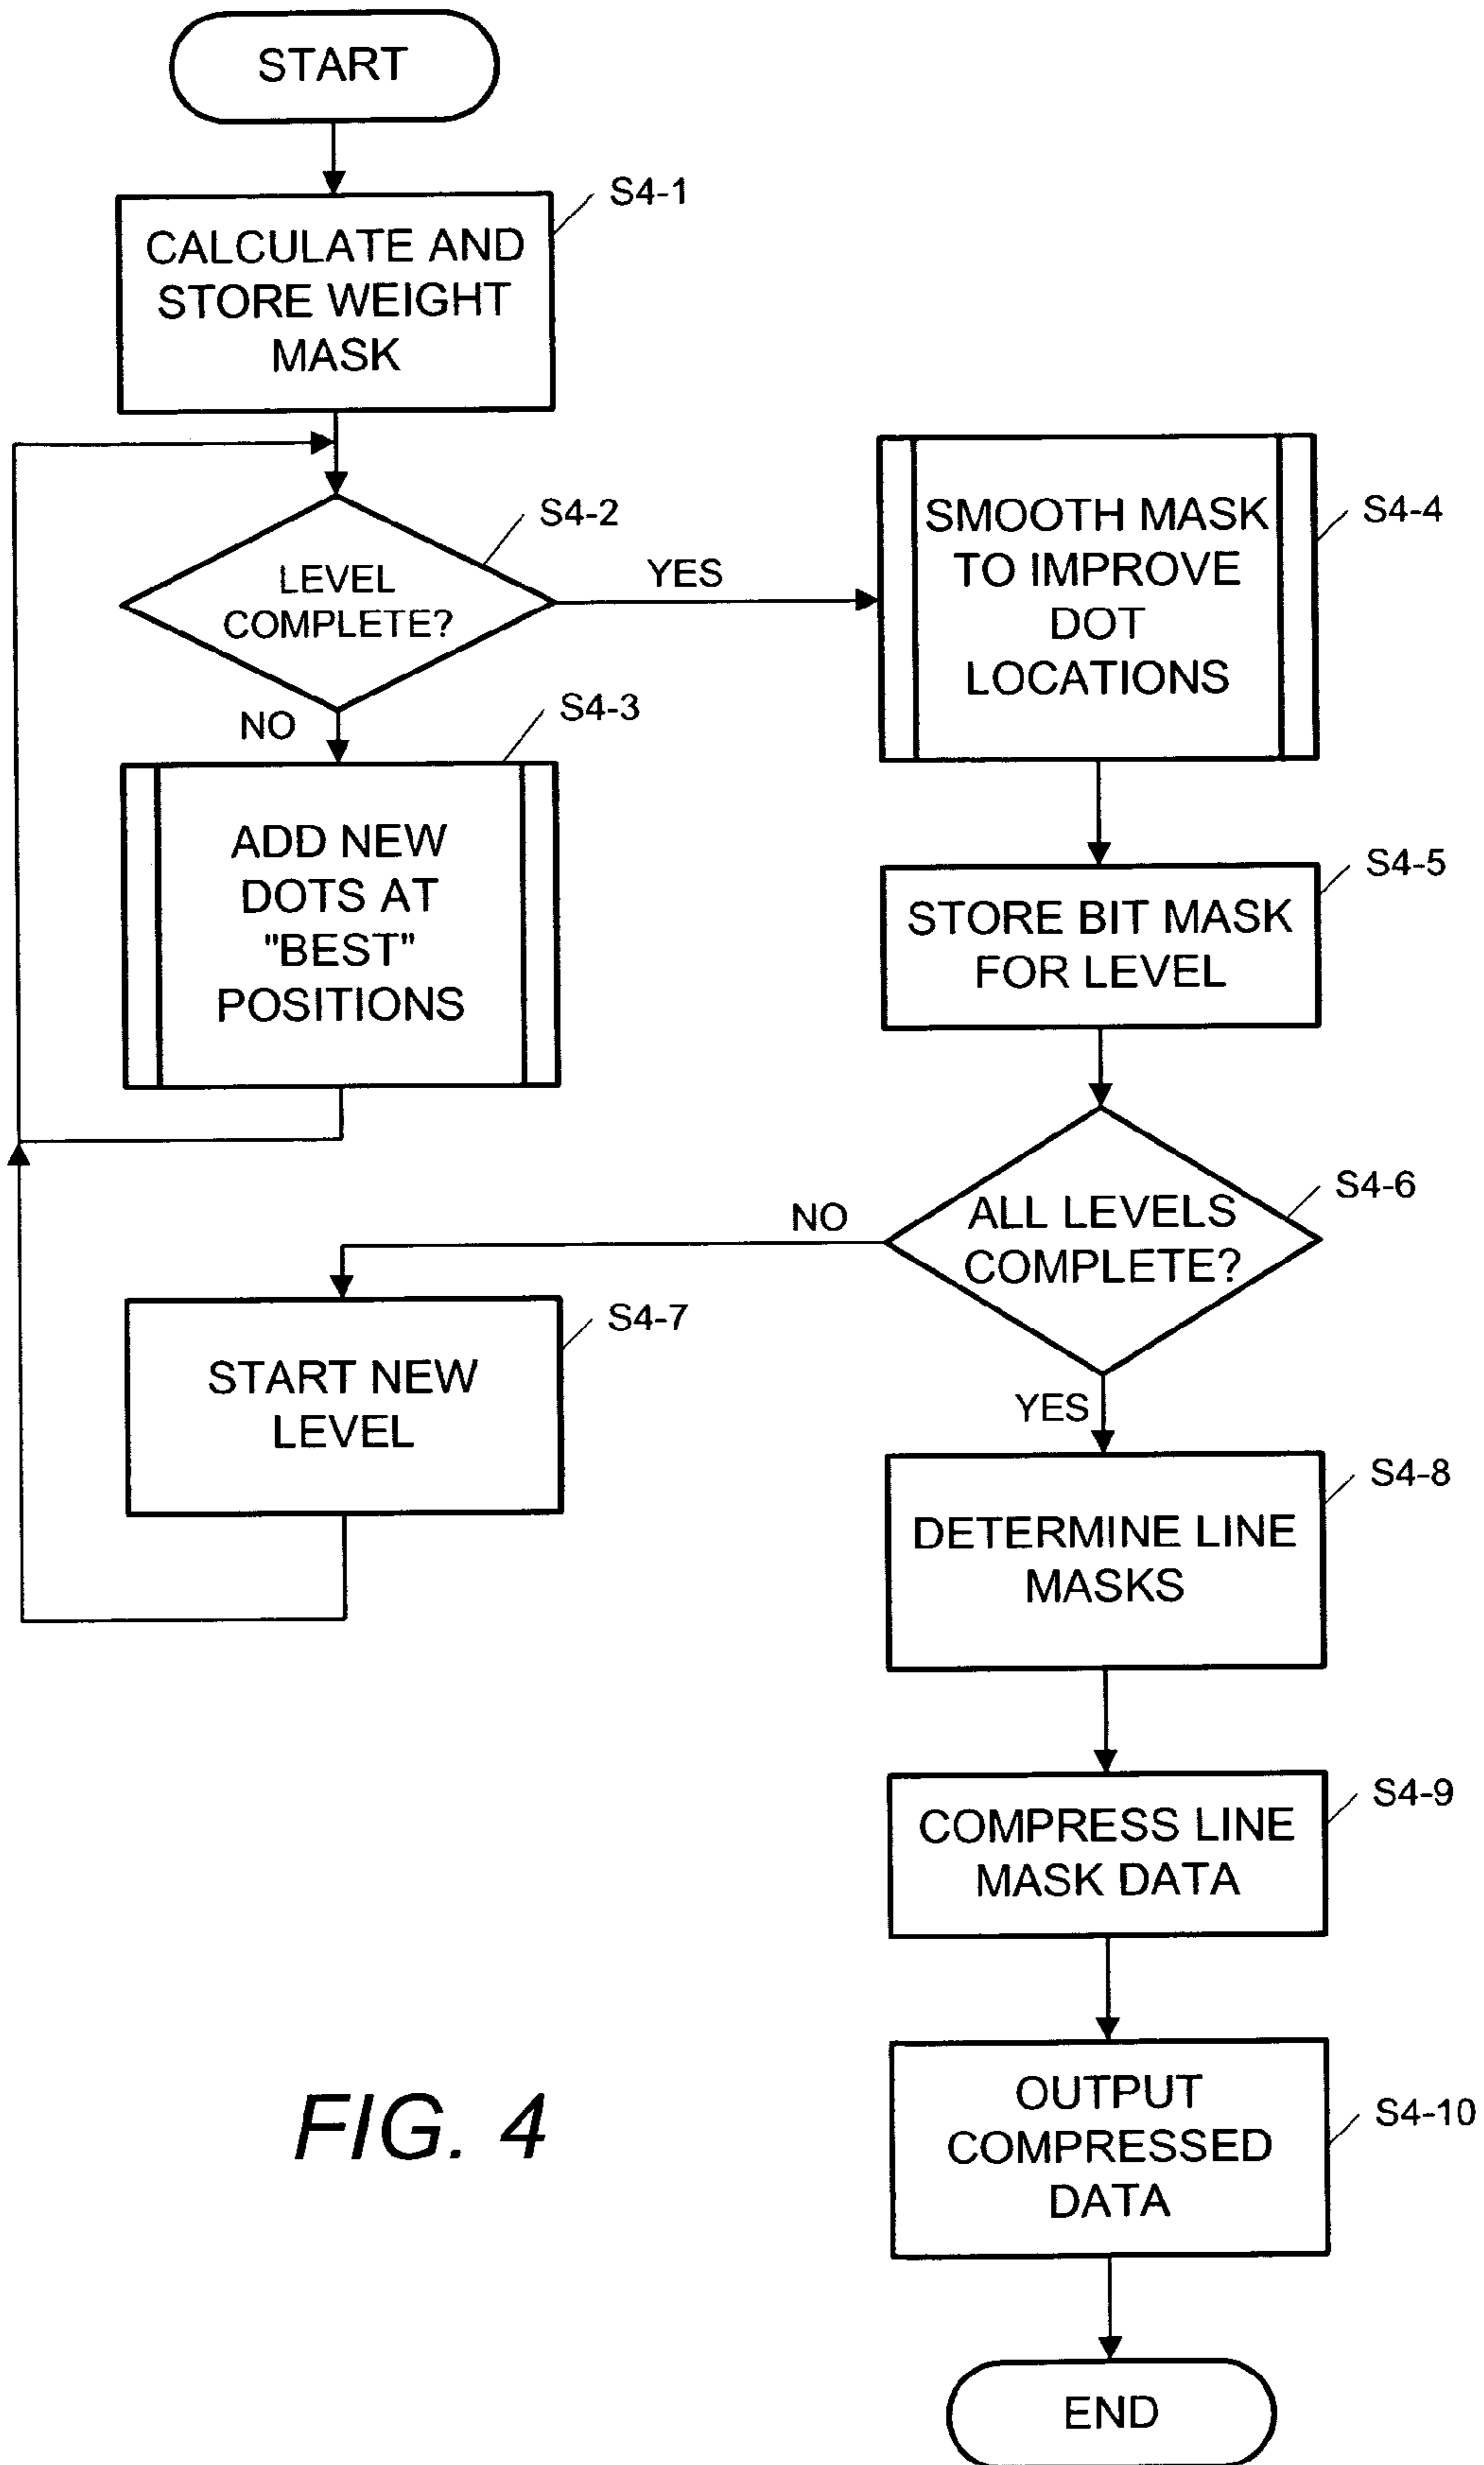 START
S4-1
CALCULATE AND
STORE WEIGHT
MASK
S4-2
LEVEL
COMPLETE?
YES
NO
S4-3
ADD NEW
DOTS AT
"BEST"
POSITIONS
S4-4
SMOOTH MASK
TO IMPROVE
DOT
LOCATIONS
S4-5
STORE BIT MASK
FOR LEVEL
S4-6
ALL LEVELS
COMPLETE?
NO
S4-7
START NEW
LEVEL
YES
S4-8
DETERMINE LINE
MASKS
S4-9
COMPRESS LINE
MASK DATA
S4-10
OUTPUT
COMPRESSED
DATA
END
FIG. 4